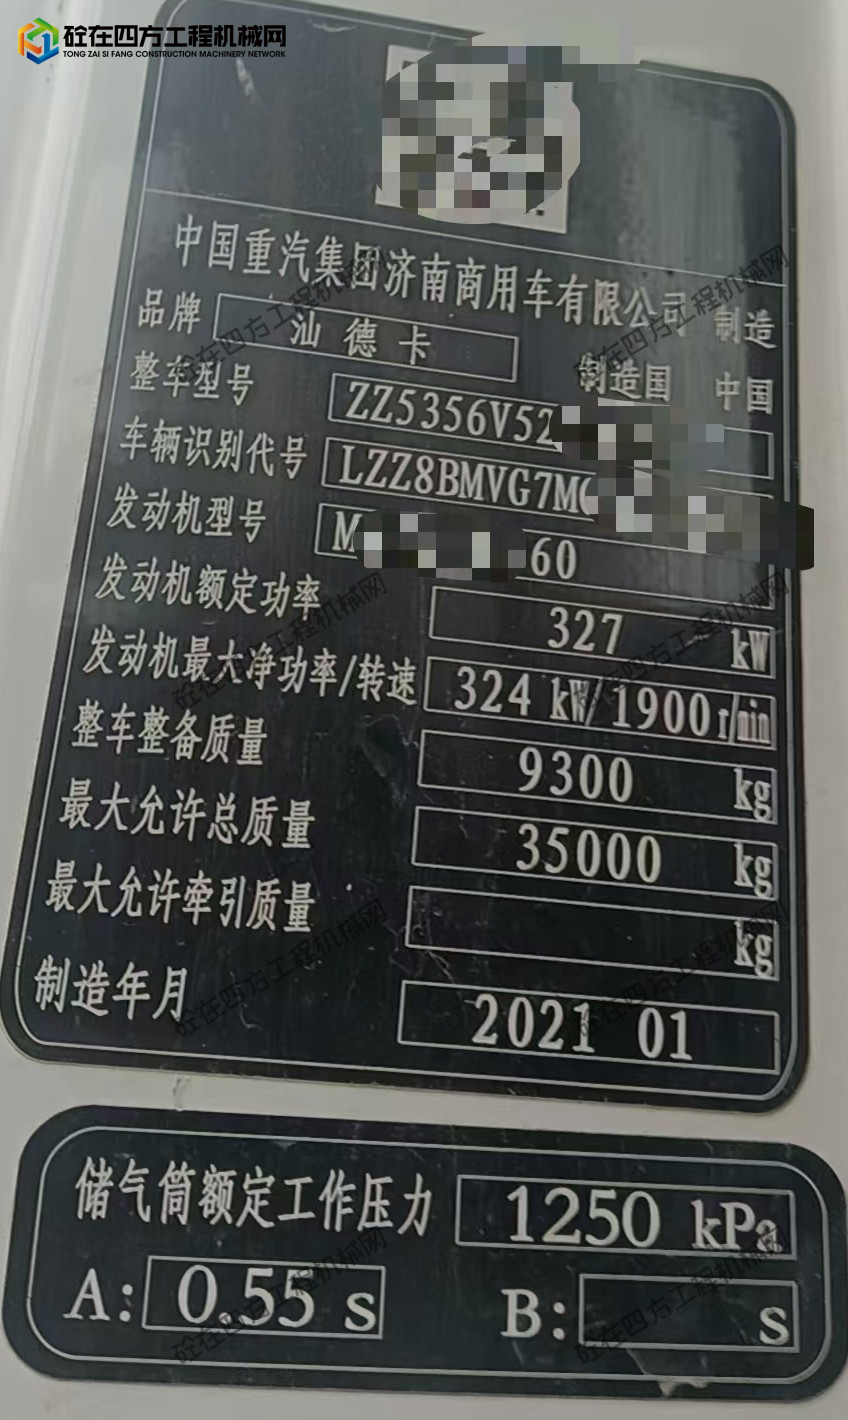 砼在四方工程机械网
TONG ZAI SI FANG CONSTRUCTION MACHINERY NETWORK
中国重汽集团济南商用车有限公司 制造
品牌 汕德卡 制造国 中国
整车型号 ZZ5356V52
车辆识别代号 LZZ8BMVG7M
发动机型号 M 60
发动机额定功率 327 kW
发动机最大净功率/转速 324 kW/ 1900 r/min
整车整备质量 9300 kg
最大允许总质量 35000 kg
最大允许牵引质量 kg
制造年月 2021 01
储气筒额定工作压力 1250 kPa
A: 0.55 s B: s